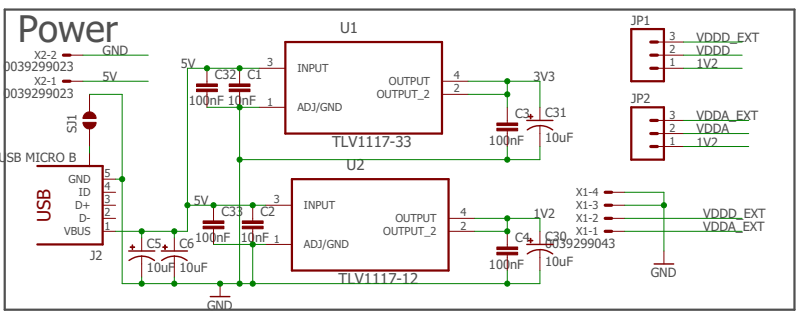 Power
X2-2 GND
0039299023
X2-1 5V
0039299023
SJ1
USB MICRO B
USB
GND 5
ID 4
D+ 3
D- 2
VBUS 1
J2
C5
10uF
C6
10uF
U1
5V
3 INPUT
1 ADJ/GND
OUTPUT 4
OUTPUT_2 2
TLV1117-33
C32
100nF
C1
10nF
3V3
C3
100nF
C31
10uF
U2
5V
3 INPUT
1 ADJ/GND
OUTPUT 4
OUTPUT_2 2
TLV1117-12
C33
100nF
C2
10nF
1V2
C4
100nF
C30
10uF
GND
JP1
3 VDDD_EXT
2 VDDD
1 1V2
JP2
3 VDDA_EXT
2 VDDA
1 1V2
X1-4
X1-3
X1-2 VDDD_EXT
X1-1 VDDA_EXT
0039299043
GND